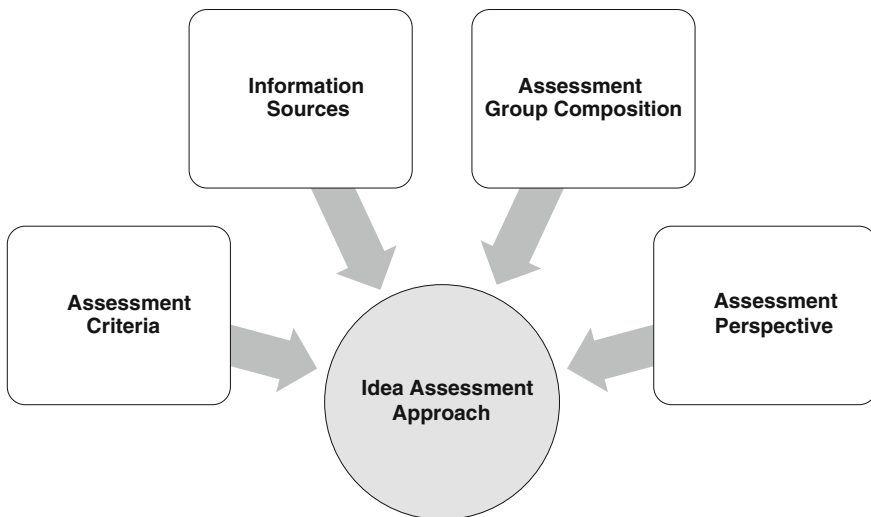 Information
Sources
Assessment
Group Composition
Assessment
Criteria
Assessment
Perspective
Idea Assessment
Approach